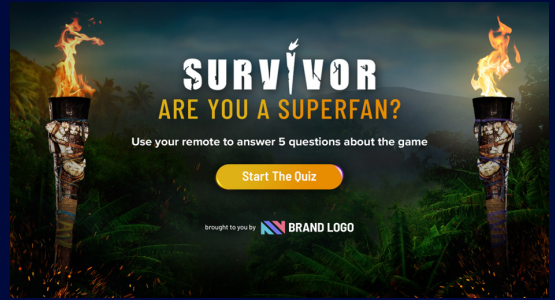 SURVIVOR
ARE YOU A SUPERFAN?
Use your remote to answer 5 questions about the game
Start The Quiz
brought to you by BRAND LOGO